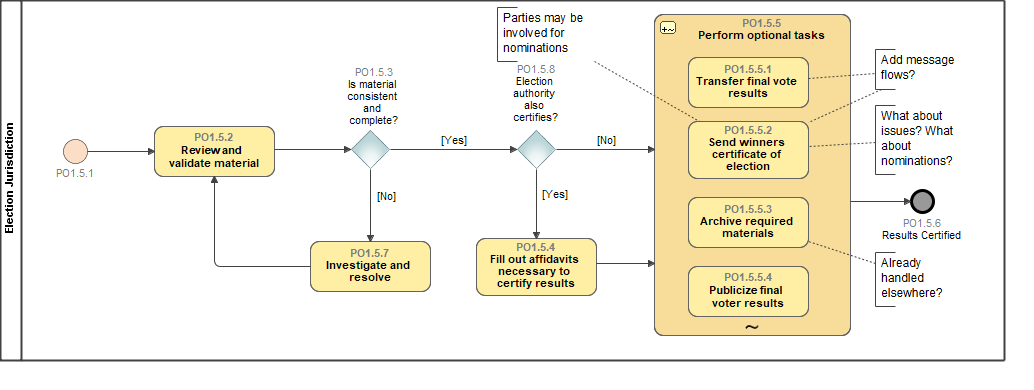 Election Jurisdiction
PO1.5.1
PO1.5.2
Review and
validate material
PO1.5.3
Is material
consistent
and
complete?
[Yes]
[No]
PO1.5.7
Investigate and
resolve
Parties may be
involved for
nominations
PO1.5.8
Election
authority
also
certifies?
[No]
[Yes]
PO1.5.4
Fill out affidavits
necessary to
certify results
PO1.5.5
Perform optional tasks
PO1.5.5.1
Transfer final vote
results
PO1.5.5.2
Send winners
certificate of
election
PO1.5.5.3
Archive required
materials
PO1.5.5.4
Publicize final
voter results
~
Add message
flows?
What about
issues? What
about
nominations?
PO1.5.6
Results Certified
Already
handled
elsewhere?